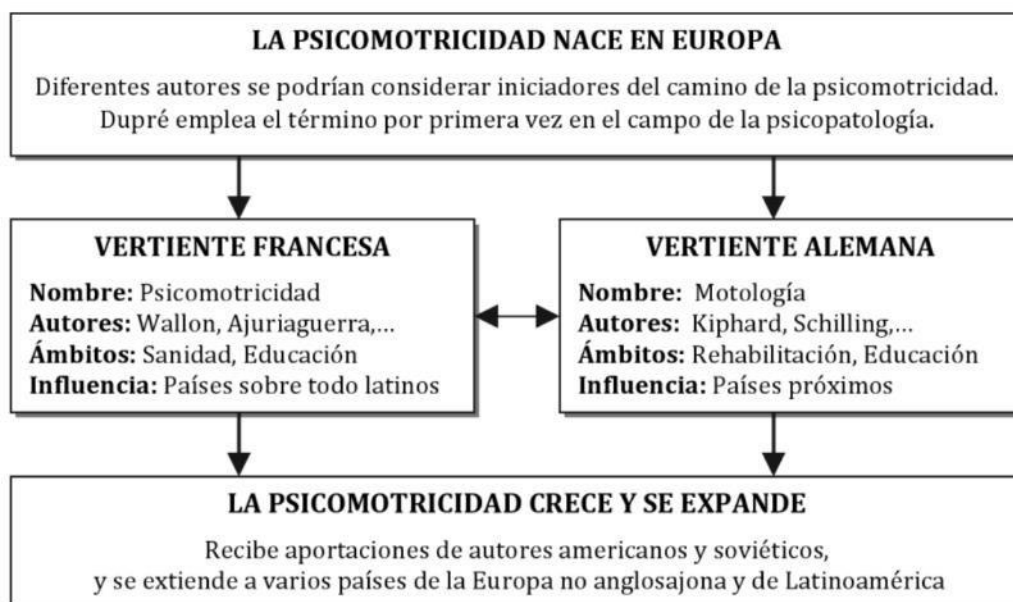 LA PSICOMOTRICIDAD NACE EN EUROPA
Diferentes autores se podrían considerar iniciadores del camino de la psicomotricidad.
Dupré emplea el término por primera vez en el campo de la psicopatología.
VERTIENTE FRANCESA
Nombre: Psicomotricidad
Autores: Wallon, Ajuriaguerra,...
Ámbitos: Sanidad, Educación
Influencia: Países sobre todo latinos
VERTIENTE ALEMANA
Nombre: Motología
Autores: Kiphard, Schilling,...
Ámbitos: Rehabilitación, Educación
Influencia: Países próximos
LA PSICOMOTRICIDAD CRECE Y SE EXPANDE
Recibe aportaciones de autores americanos y soviéticos,
y se extiende a varios países de la Europa no anglosajona y de Latinoamérica